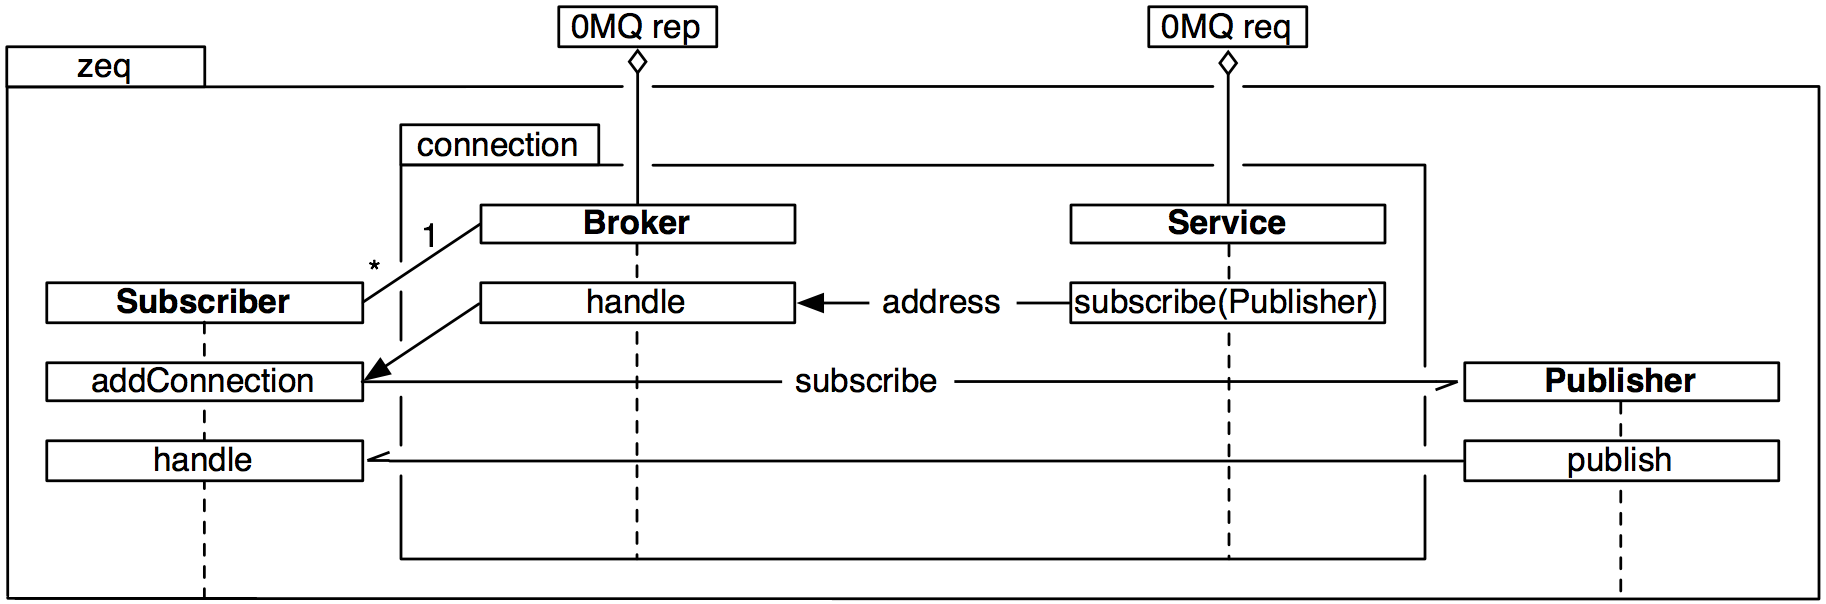 0MQ rep
0MQ req
zeq
connection
Broker
Service
1
*
Subscriber
handle
address
subscribe(Publisher)
addConnection
subscribe
Publisher
handle
publish